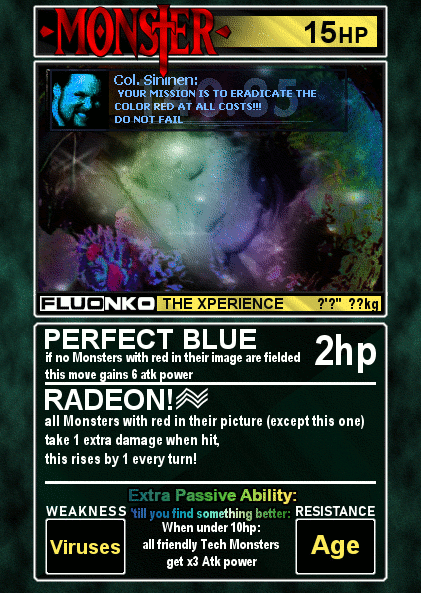 MONSTER
15HP
Col. Sininen:
YOUR MISSION IS TO ERADICATE THE
COLOR RED AT ALL COSTS!!!
DO NOT FAIL
FLUONKO THE XPERIENCE ?'?" ??kg
PERFECT BLUE
2hp
if no Monsters with red in their image are fielded
this move gains 6 atk power
RADEON!
all Monsters with red in their picture (except this one)
take 1 extra damage when hit,
this rises by 1 every turn!
Extra Passive Ability:
'till you find something better:
When under 10hp:
all friendly Tech Monsters
get x3 Atk power
WEAKNESS
Viruses
RESISTANCE
Age